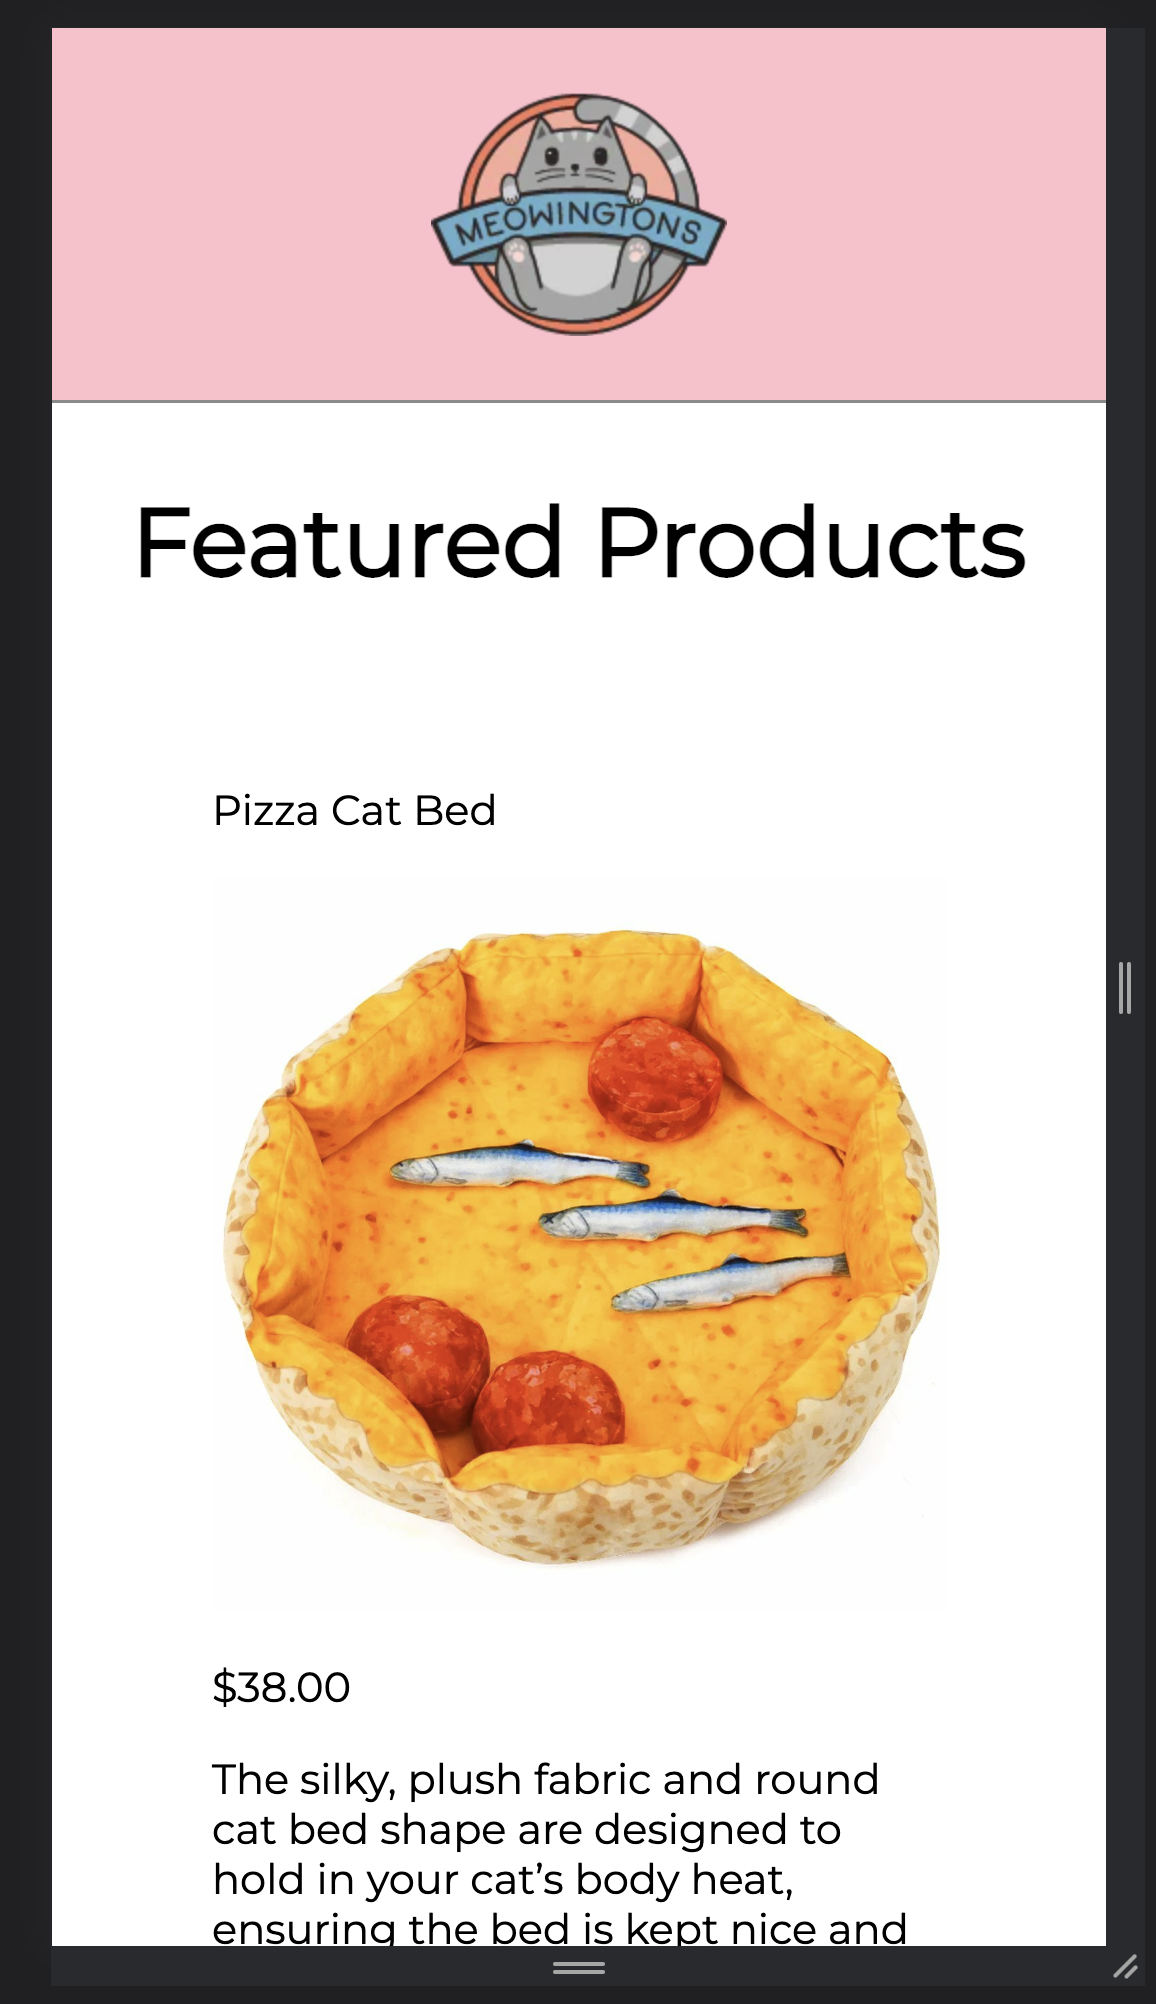 MEOWINGTONS
Featured Products
Pizza Cat Bed
$38.00
The silky, plush fabric and round
cat bed shape are designed to
hold in your cat’s body heat,
ensuring the bed is kept nice and